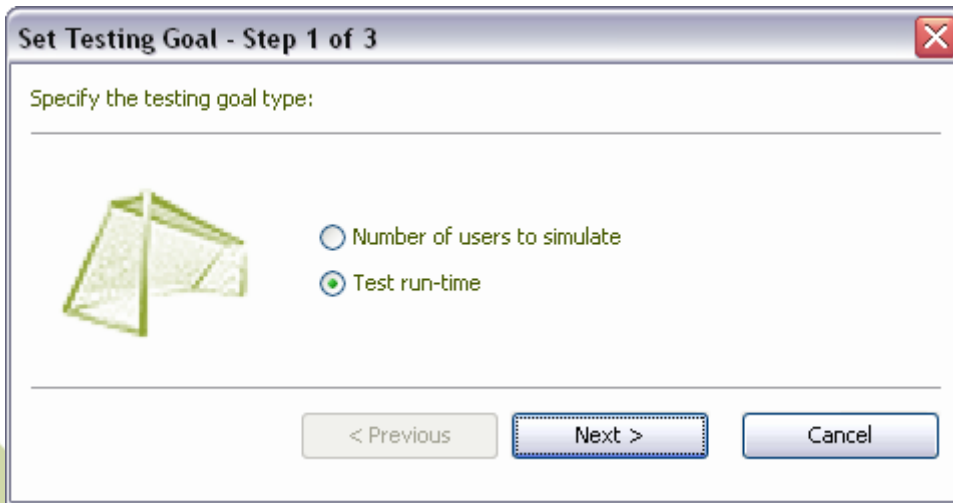 Set Testing Goal - Step 1 of 3
Specify the testing goal type:
Number of users to simulate
Test run-time
< Previous
Next >
Cancel